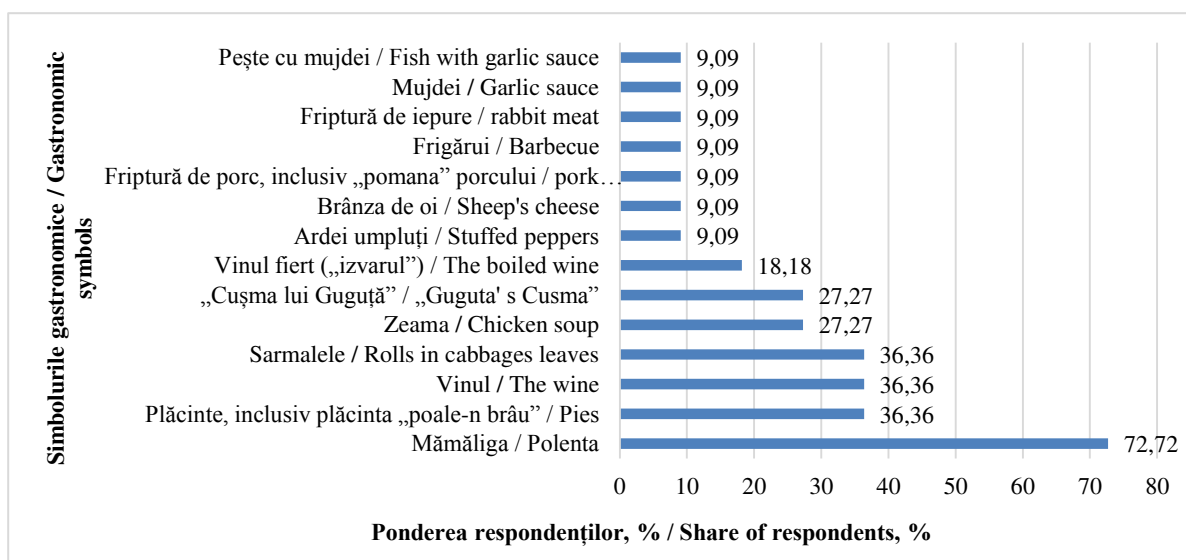 Simbolurile gastronomice / Gastronomic
symbols
Pește cu mujdei / Fish with garlic sauce 9,09
Mujdei / Garlic sauce 9,09
Friptură de iepure / rabbit meat 9,09
Frigărui / Barbecue 9,09
Friptură de porc, inclusiv „pomana” porcului / pork… 9,09
Brânza de oi / Sheep's cheese 9,09
Ardei umpluți / Stuffed peppers 9,09
Vinul fiert („izvarul”) / The boiled wine 18,18
„Cușma lui Guguță” / „Guguta' s Cusma” 27,27
Zeama / Chicken soup 27,27
Sarmalele / Rolls in cabbages leaves 36,36
Vinul / The wine 36,36
Plăcinte, inclusiv plăcinta „poale-n brâu” / Pies 36,36
Mămăliga / Polenta 72,72
0 10 20 30 40 50 60 70 80
Ponderea respondenților, % / Share of respondents, %